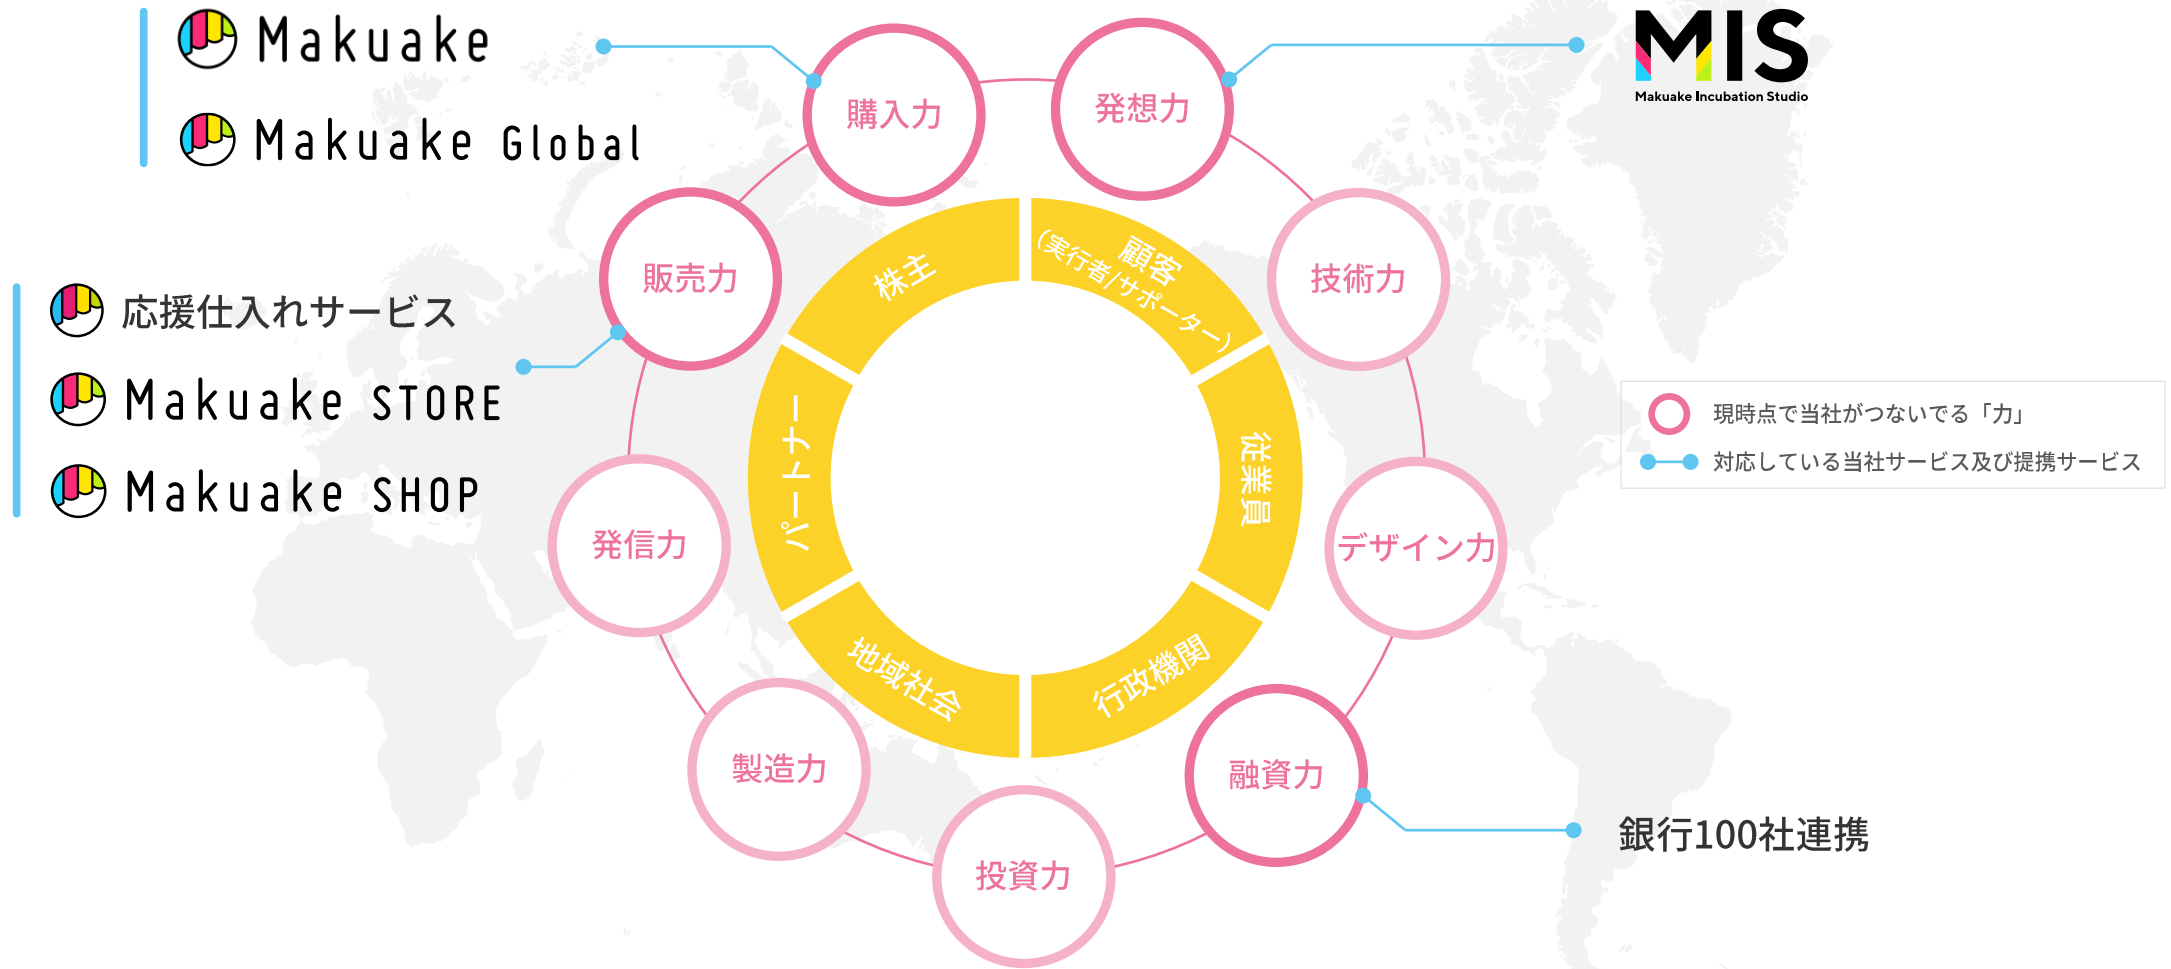 Makuake
Makuake Global
応援仕入れサービス
Makuake STORE
Makuake SHOP
購入力
発想力
MIS
Makuake Incubation Studio
販売力
技術力
株主
顧客
（実行者/サポーター）
パートナー
従業員
地域社会
行政機関
発信力
デザイン力
製造力
投資力
融資力
現時点で当社がつないでる「力」
対応している当社サービス及び提携サービス
銀行100社連携